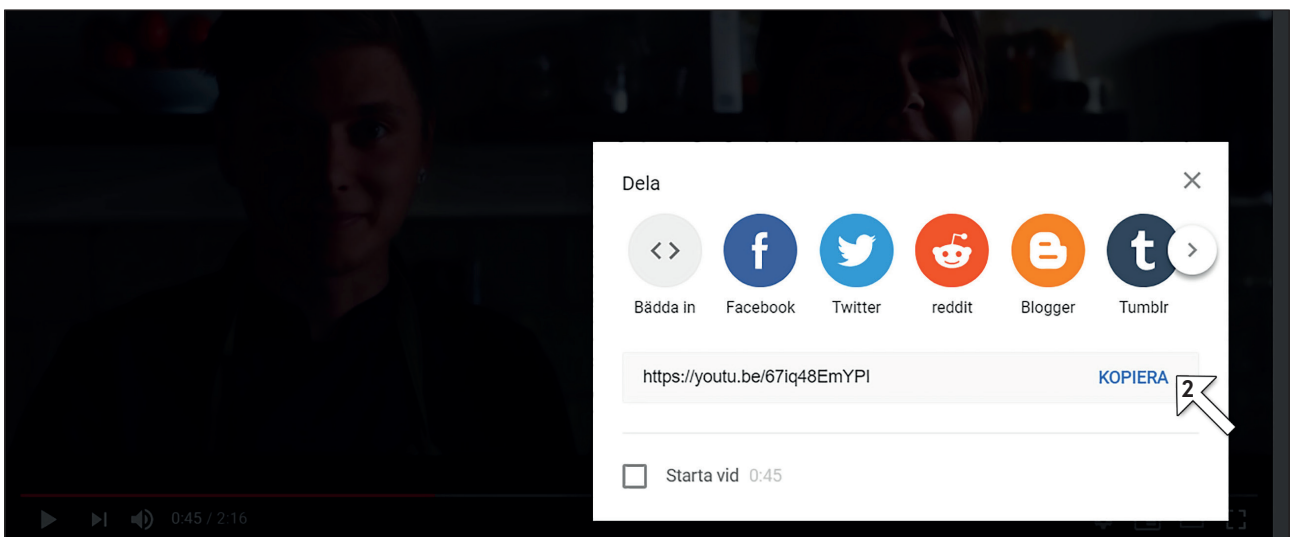 Dela
Bädda in Facebook Twitter reddit Blogger Tumblr
https://youtu.be/67iq48EmYPI KOPIERA
2
Starta vid 0:45
0:45 / 2:16